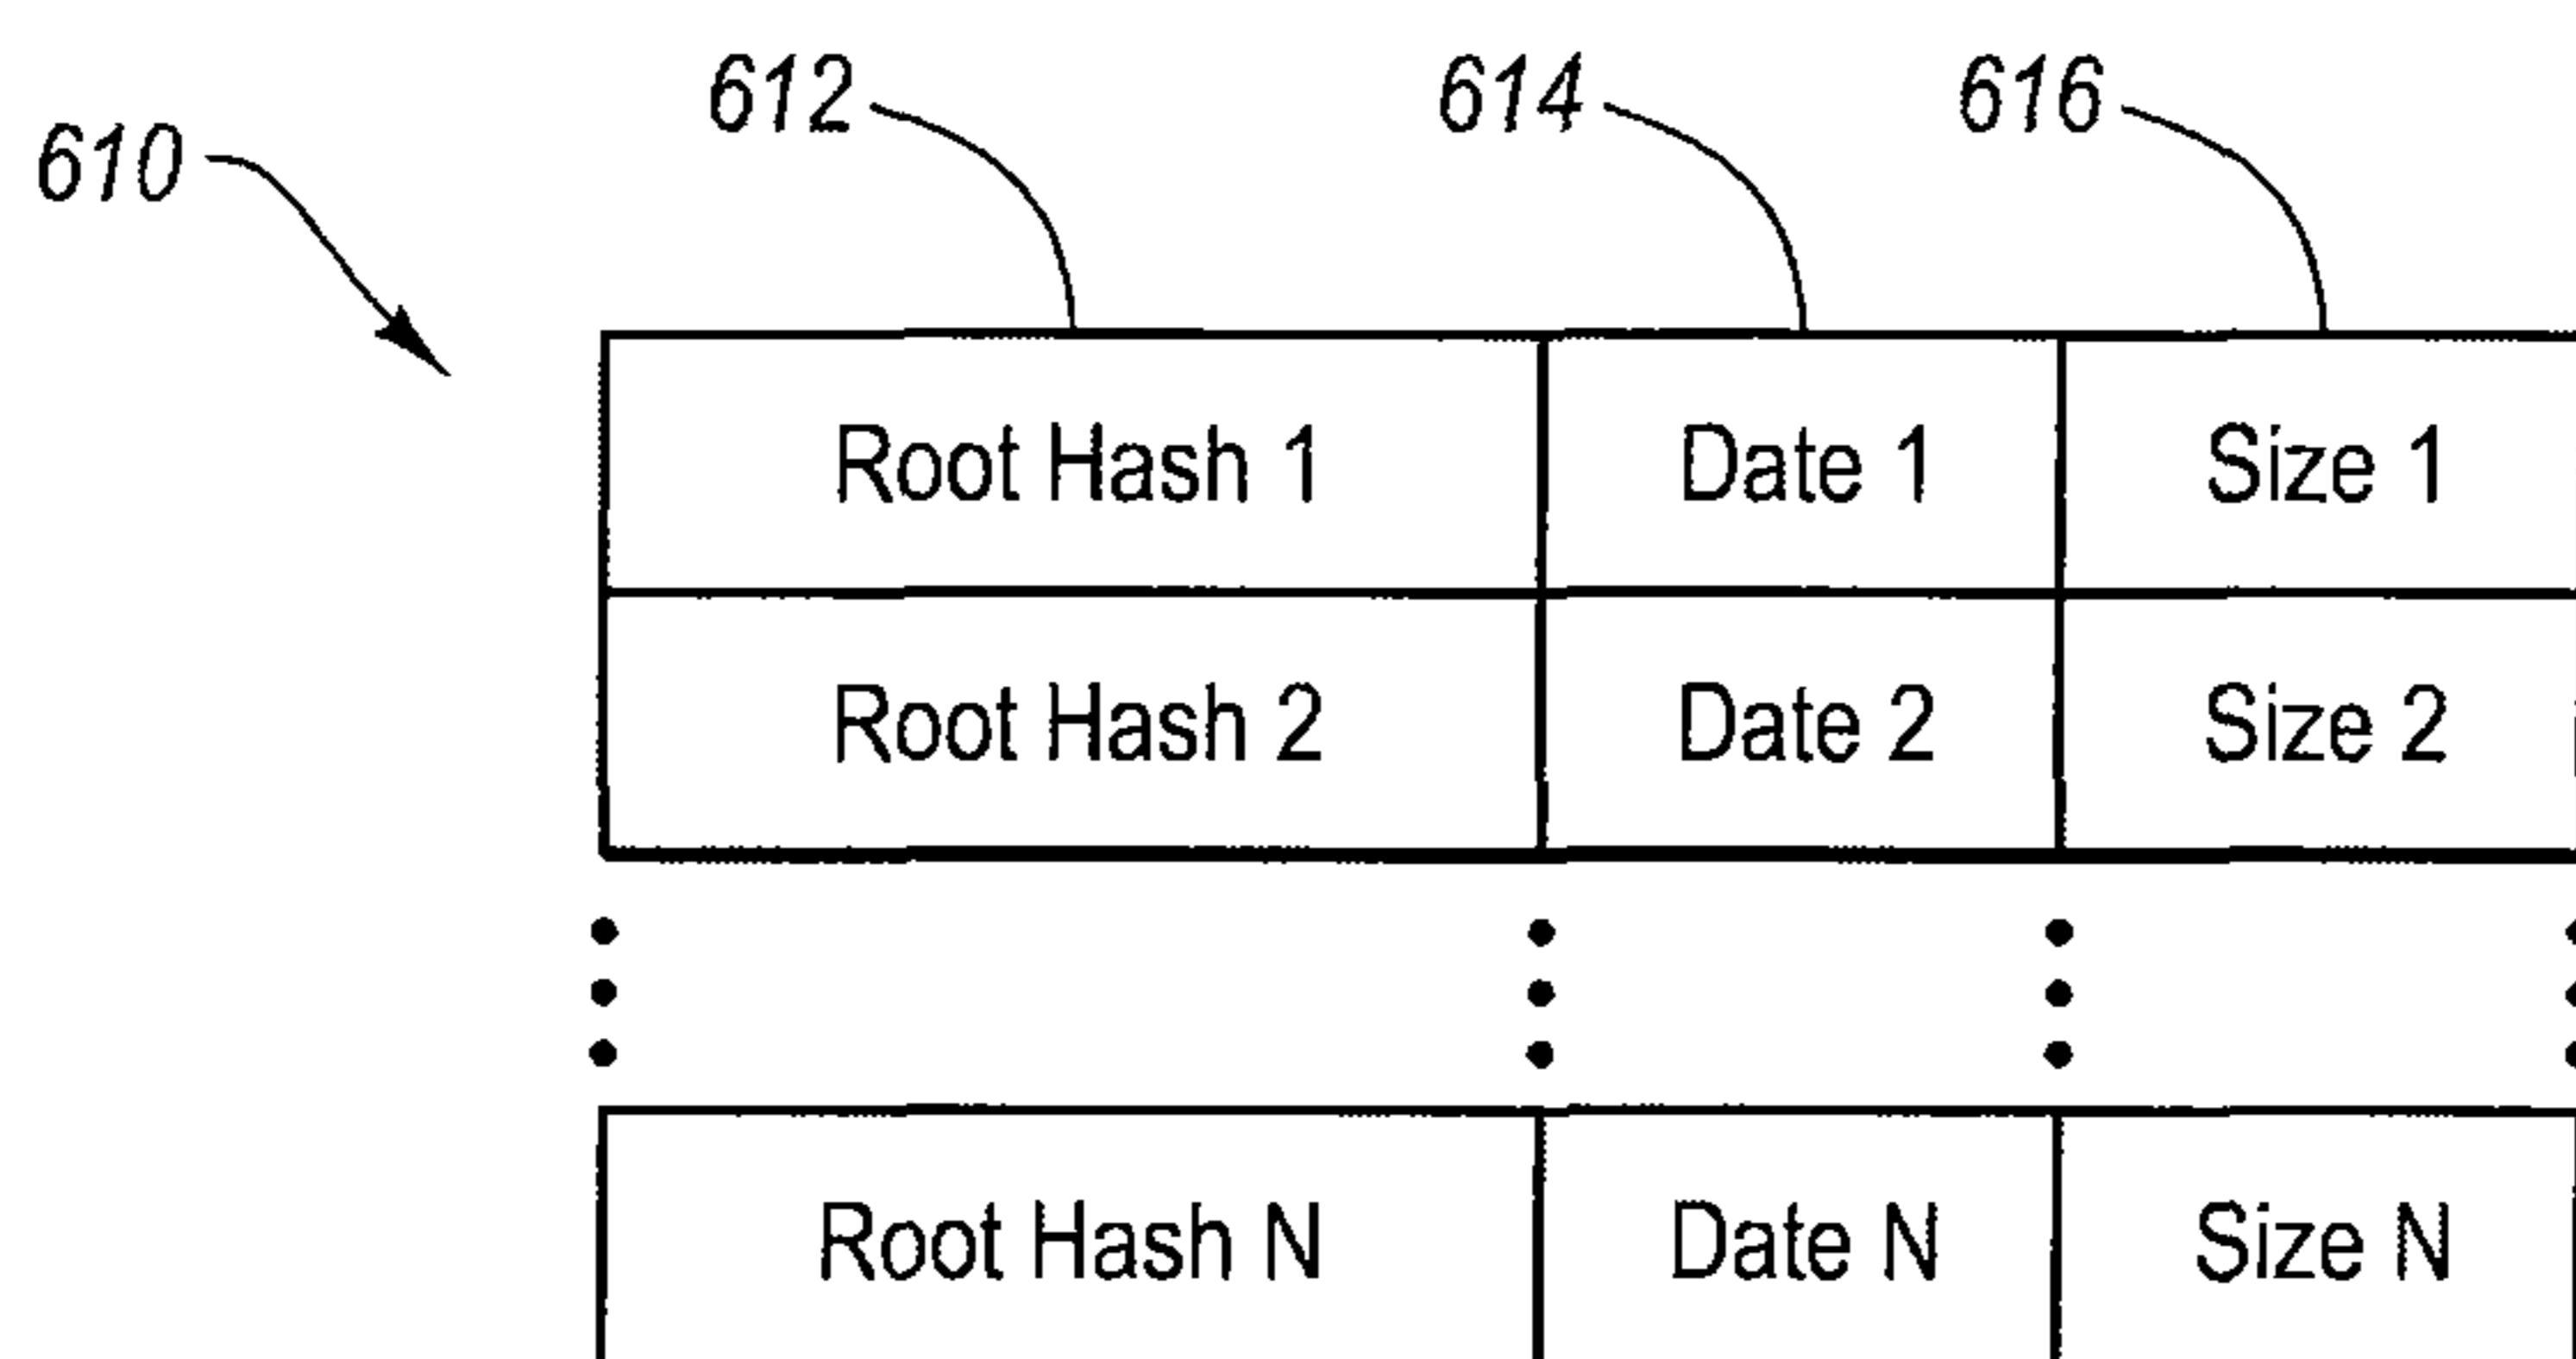 612 614 616
610
Root Hash 1 Date 1 Size 1
Root Hash 2 Date 2 Size 2
Root Hash N Date N Size N